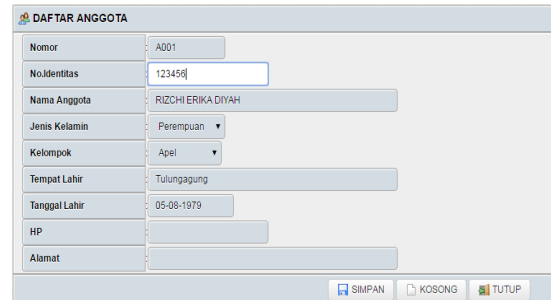 DAFTAR ANGGOTA
Nomor : A001
No.Identitas : 123456
Nama Anggota : RIZCHI ERIKA DIYAH
Jenis Kelamin : Perempuan
Kelompok : Apel
Tempat Lahir : Tulungagung
Tanggal Lahir : 05-08-1979
HP :
Alamat :
SIMPAN KOSONG TUTUP